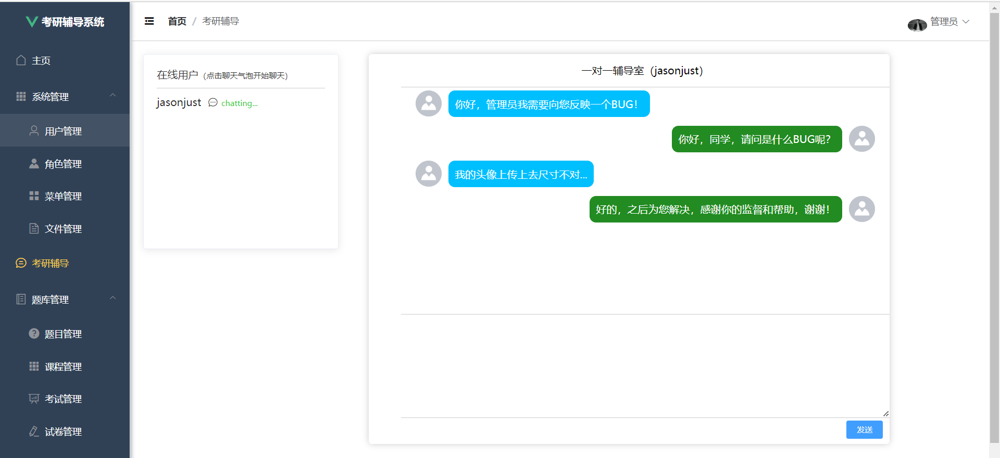 考研辅导系统
主页
系统管理
用户管理
角色管理
菜单管理
文件管理
考研辅导
题库管理
题目管理
课程管理
考试管理
试卷管理
首页 / 考研辅导
管理员
在线用户（点击聊天气泡开始聊天）
jasonjust chatting...
一对一辅导室（jasonjust）
你好，管理员我需要向您反映一个BUG！
你好，同学，请问是什么BUG呢？
我的头像上传上去尺寸不对...
好的，之后为您解决，感谢你的监督和帮助，谢谢！
发送